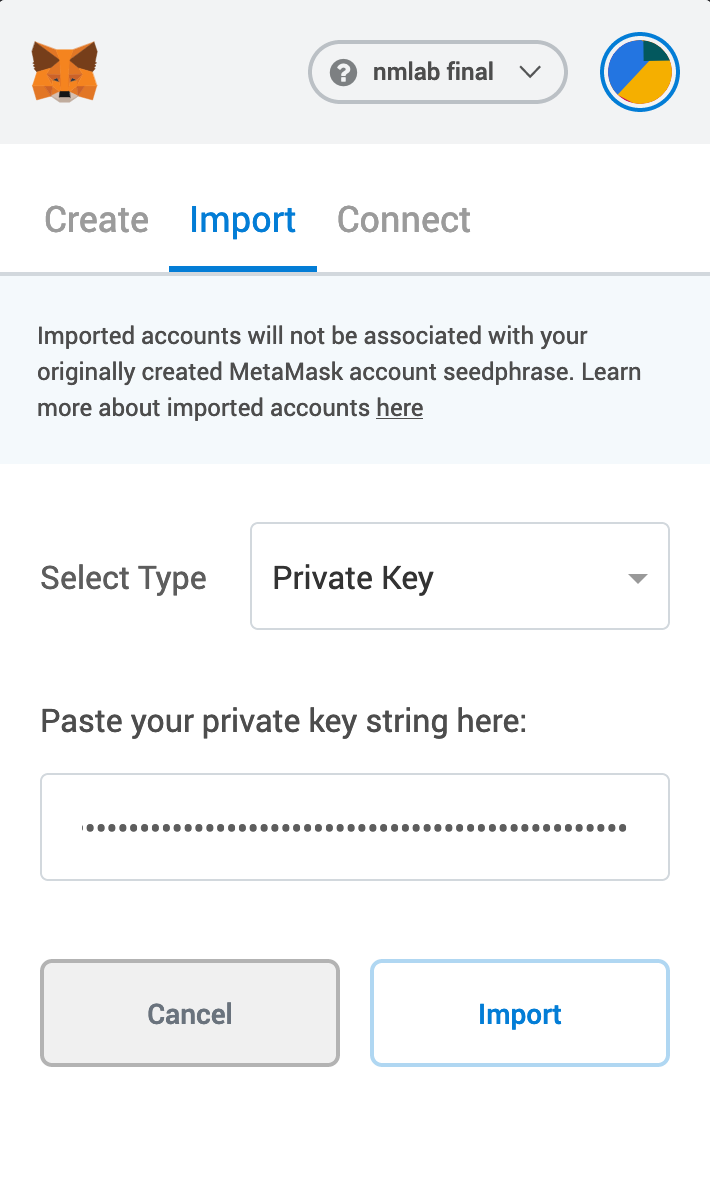 nmlab final
Create Import Connect
Imported accounts will not be associated with your
originally created MetaMask account seedphrase. Learn
more about imported accounts here
Select Type Private Key
Paste your private key string here:
Cancel Import